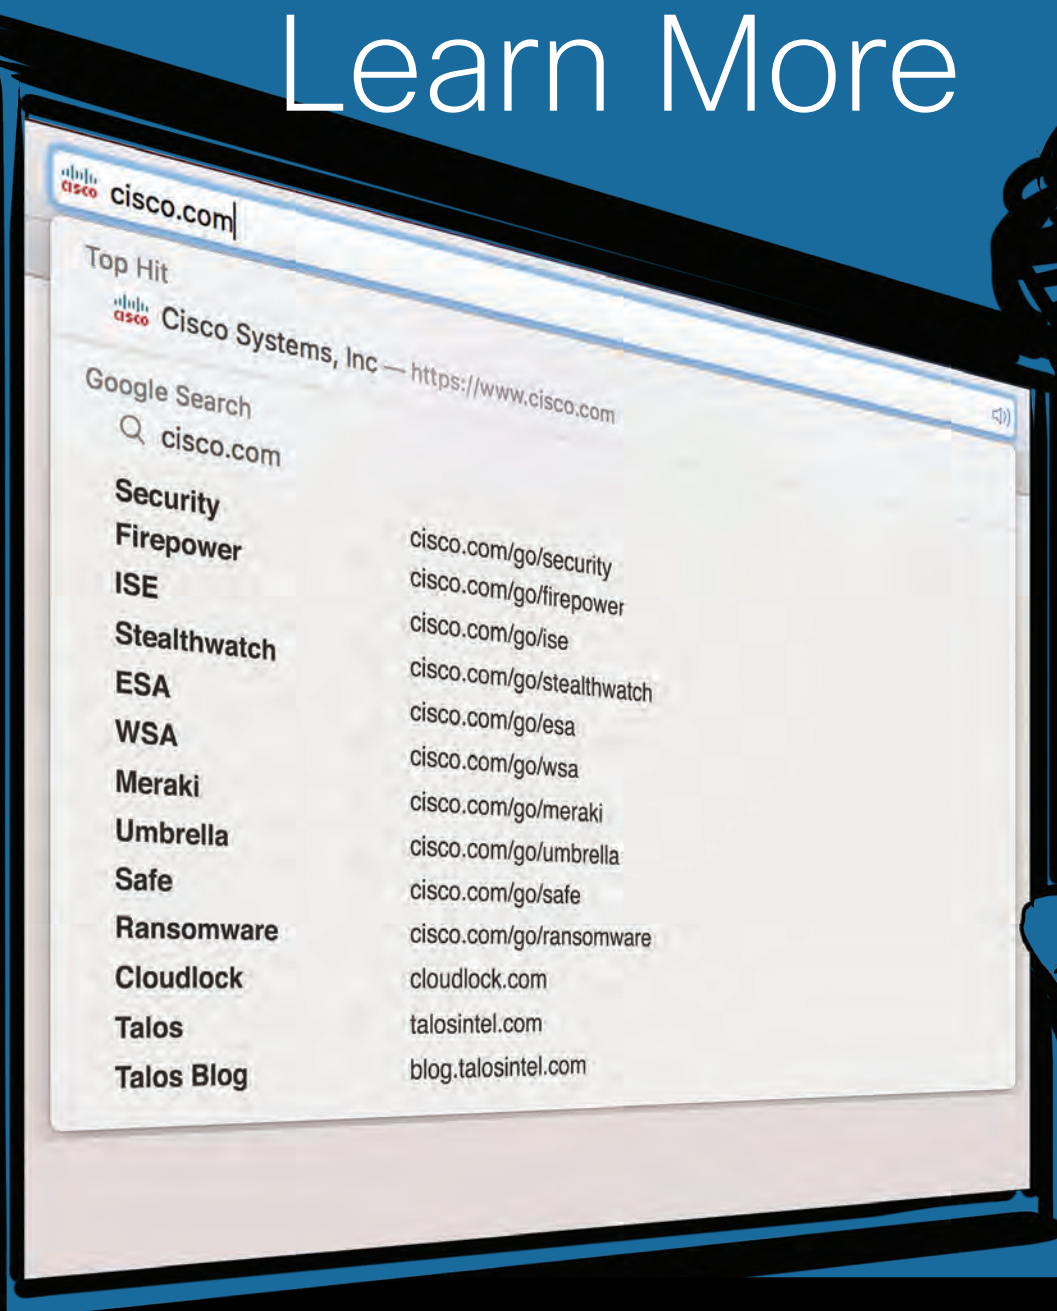 Learn More
cisco cisco.com
Top Hit
cisco Cisco Systems, Inc — https://www.cisco.com
Google Search
cisco.com
Security cisco.com/go/security
Firepower cisco.com/go/firepower
ISE cisco.com/go/ise
Stealthwatch cisco.com/go/stealthwatch
ESA cisco.com/go/esa
WSA cisco.com/go/wsa
Meraki cisco.com/go/meraki
Umbrella cisco.com/go/umbrella
Safe cisco.com/go/safe
Ransomware cisco.com/go/ransomware
Cloudlock cloudlock.com
Talos talosintel.com
Talos Blog blog.talosintel.com